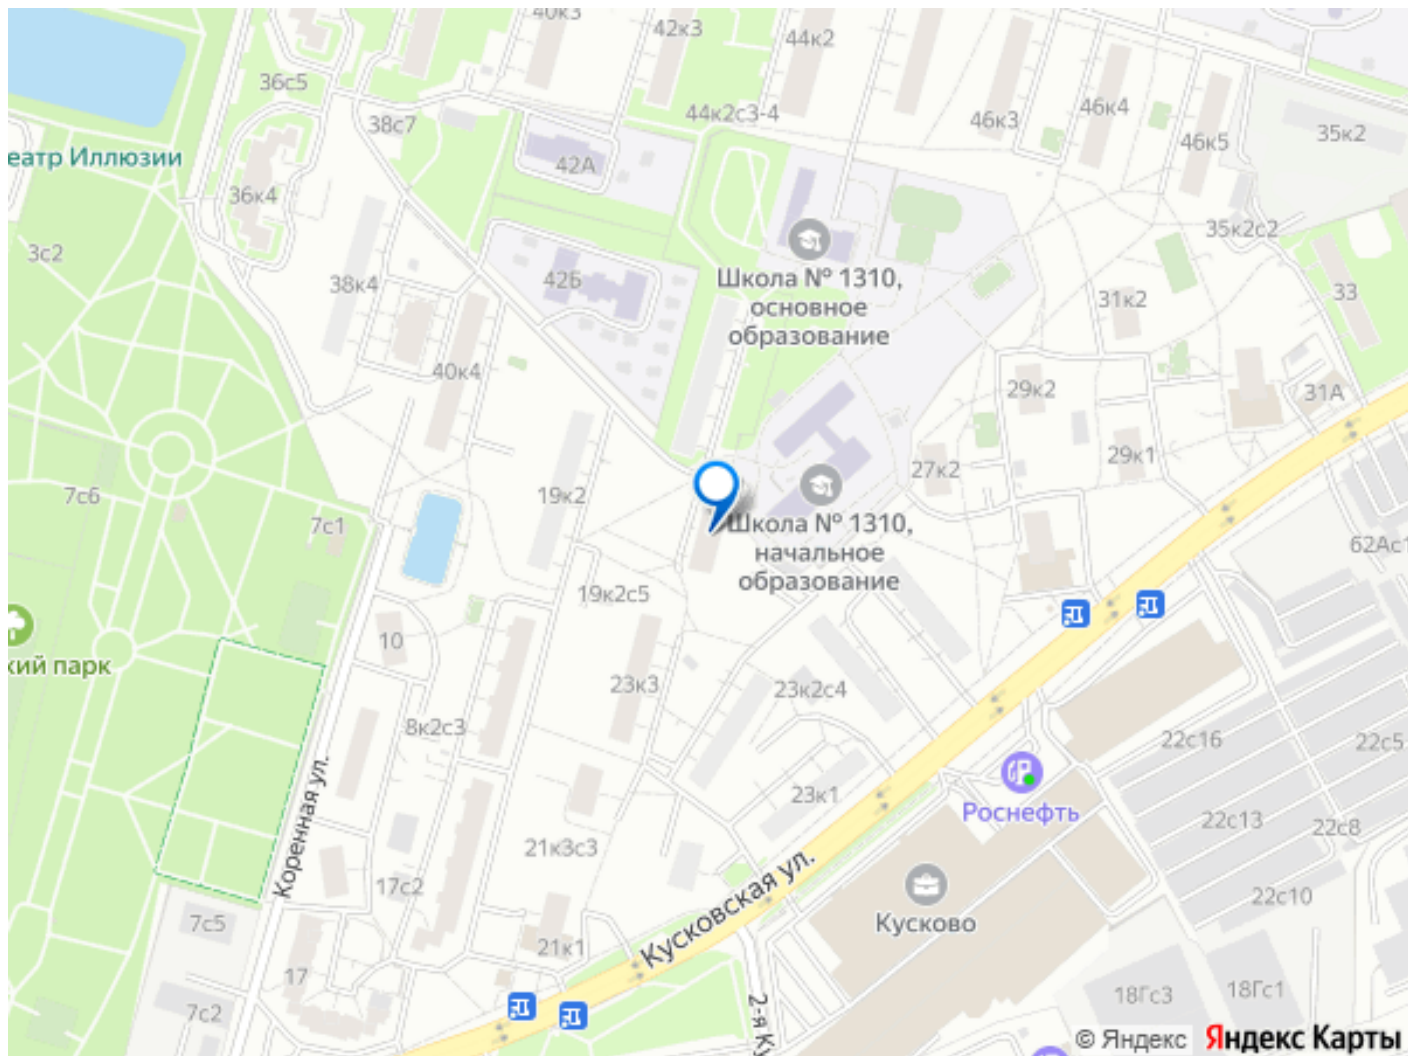 40к3
42к3
44к2
36с5
38с7
44к2с3-4
46к3
46к4
46к5
35к2
еатр Иллюзии
42А
36к4
3с2
35к2с2
38к4
42Б
Школа № 1310,
основное
образование
31к2
33
40к4
29к2
31А
27к2
29к1
7с6
19к2
7с1
Школа № 1310,
начальное
образование
62Ас1
19к2с5
10
кий парк
23к3
23к2с4
8к2с3
22с16
22с5
Коренная ул.
23к1
Роснефть
22с13
22с8
21к3с3
17с2
22с10
Кусковская ул.
Кусково
7с5
21к1
17
7с2
2-я Ку
18Гс3
18Гс1
© Яндекс Яндекс Карты